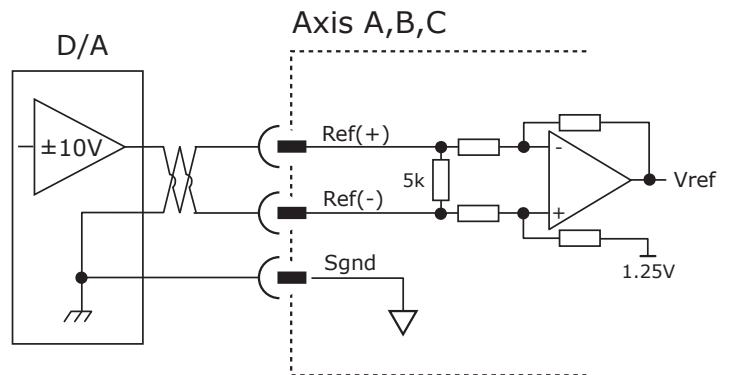 Axis A,B,C
D/A
±10V
Ref(+)
5k
Ref(-)
Sgnd
-
+
Vref
1.25V